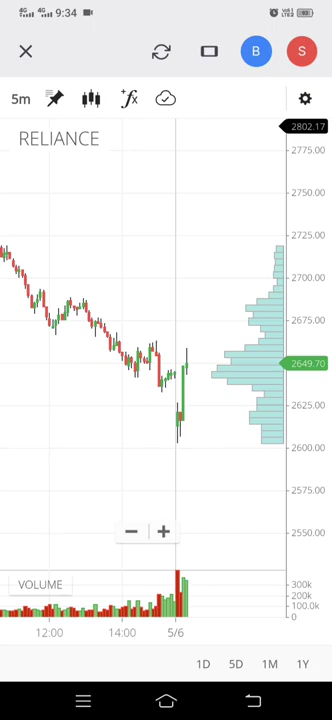 4G 4G 9:34
B S
5m
2802.17
RELIANCE
2775.00
2750.00
2725.00
2700.00
2675.00
2649.70
2625.00
2600.00
2575.00
2550.00
VOLUME
300k
200k
100.0k
0
12:00 14:00 5/6
1D 5D 1M 1Y